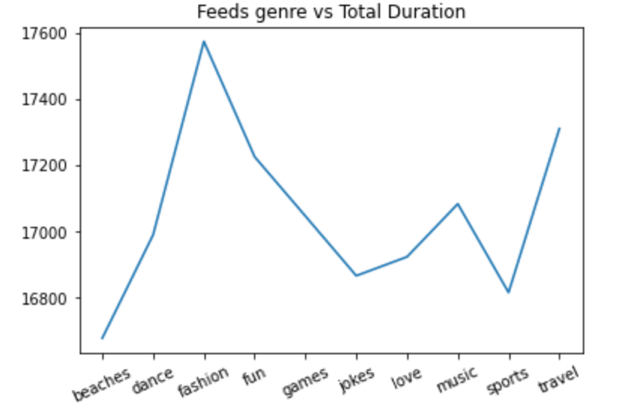 Feeds genre vs Total Duration
17600
17400
17200
17000
16800
beaches dance fashion fun games jokes love music sports travel